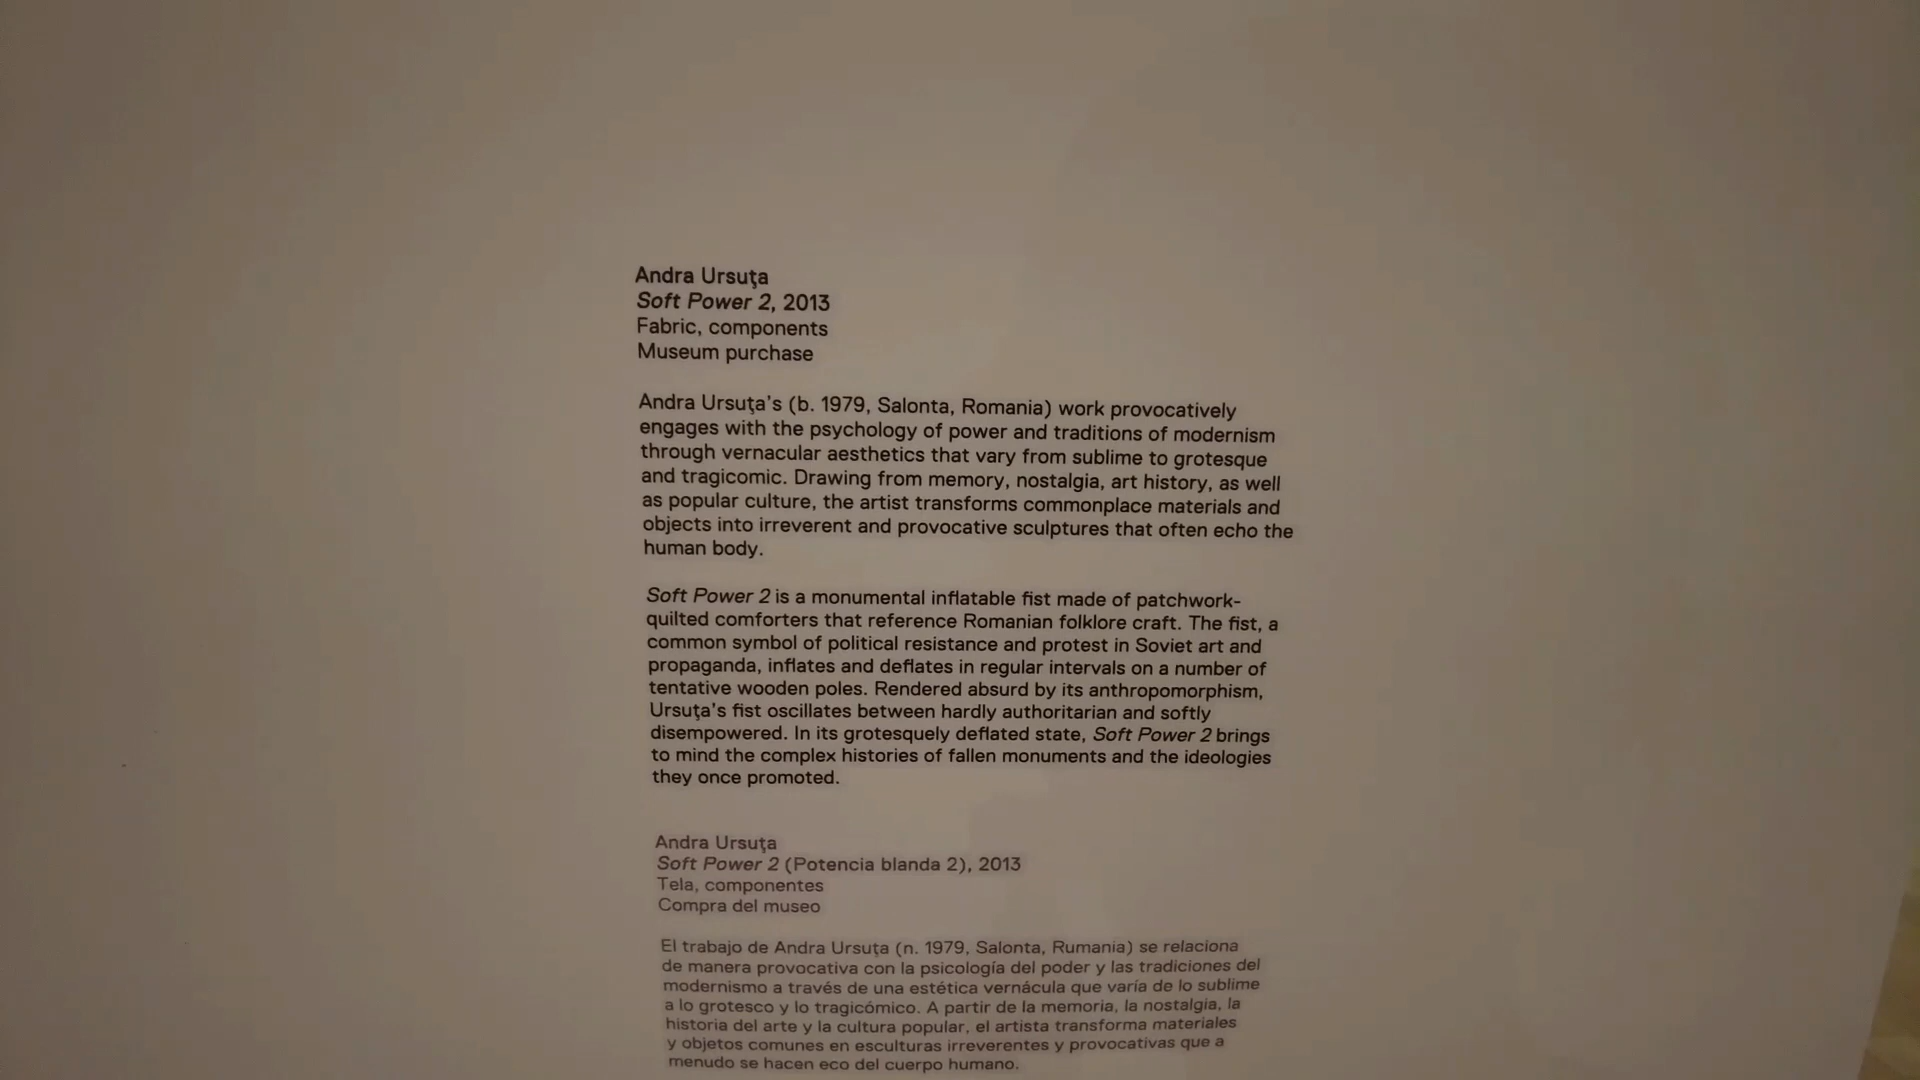 Andra Ursuţa
Soft Power 2, 2013
Fabric, components
Museum purchase
Andra Ursuţa's (b. 1979, Salonta, Romania) work provocatively
engages with the psychology of power and traditions of modernism
through vernacular aesthetics that vary from sublime to grotesque
and tragicomic. Drawing from memory, nostalgia, art history, as well
as popular culture, the artist transforms commonplace materials and
objects into irreverent and provocative sculptures that often echo the
human body.
Soft Power 2 is a monumental inflatable fist made of patchwork-
quilted comforters that reference Romanian folklore craft. The fist, a
common symbol of political resistance and protest in Soviet art and
propaganda, inflates and deflates in regular intervals on a number of
tentative wooden poles. Rendered absurd by its anthropomorphism,
Ursuţa's fist oscillates between hardly authoritarian and softly
disempowered. In its grotesquely deflated state, Soft Power 2 brings
to mind the complex histories of fallen monuments and the ideologies
they once promoted.
Andra Ursuţa
Soft Power 2 (Potencia blanda 2), 2013
Tela, componentes
Compra del museo
El trabajo de Andra Ursuţa (n. 1979, Salonta, Rumania) se relaciona
de manera provocativa con la psicología del poder y las tradiciones del
modernismo a través de una estética vernácula que varía de lo sublime
a lo grotesco y lo tragicómico. A partir de la memoria, la nostalgia, la
historia del arte y la cultura popular, el artista transforma materiales
y objetos comunes en esculturas irreverentes y provocativas que a
menudo se hacen eco del cuerpo humano.